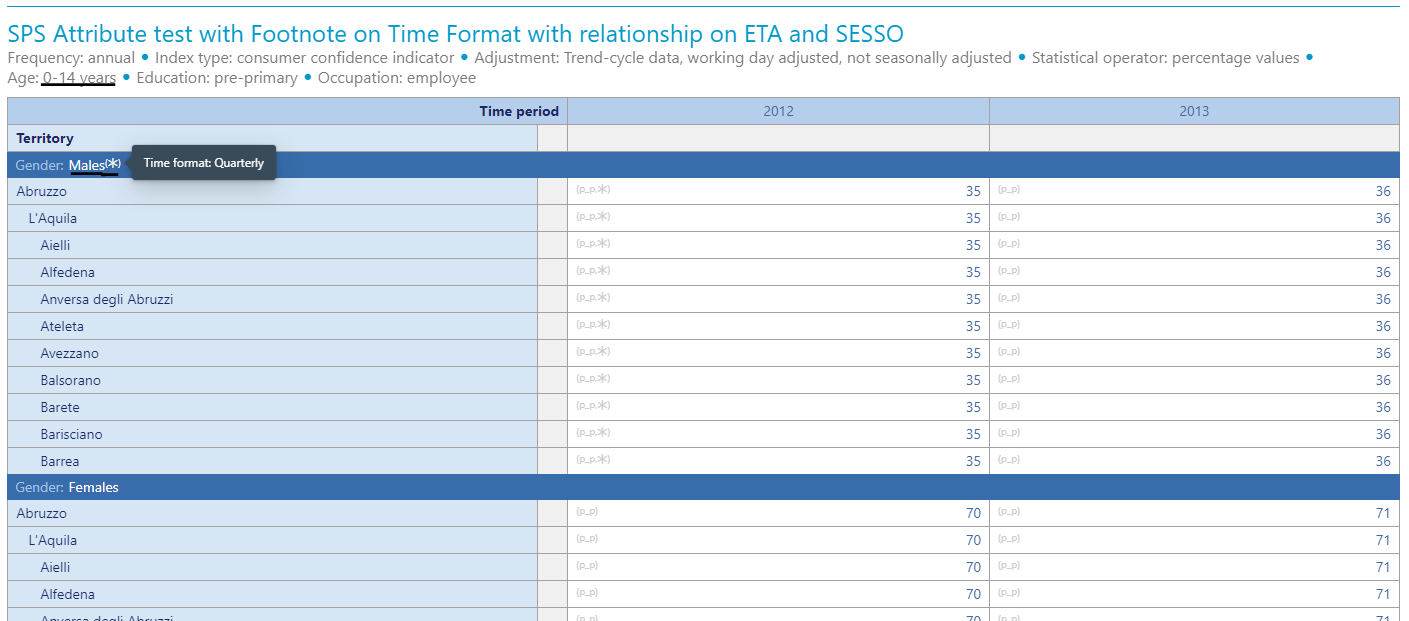 SPS Attribute test with Footnote on Time Format with relationship on ETA and SESSO
Frequency: annual • Index type: consumer confidence indicator • Adjustment: Trend-cycle data, working day adjusted, not seasonally adjusted • Statistical operator: percentage values •
Age: 0-14 years • Education: pre-primary • Occupation: employee
Time period 2012 2013
Territory
Gender: Males(*) Time format: Quarterly
Abruzzo (p_p,*) 35 (p_p) 36
L'Aquila (p_p,*) 35 (p_p) 36
Aielli (p_p,*) 35 (p_p) 36
Alfedena (p_p,*) 35 (p_p) 36
Anversa degli Abruzzi (p_p,*) 35 (p_p) 36
Ateleta (p_p,*) 35 (p_p) 36
Avezzano (p_p,*) 35 (p_p) 36
Balsorano (p_p,*) 35 (p_p) 36
Barete (p_p,*) 35 (p_p) 36
Barisciano (p_p,*) 35 (p_p) 36
Barrea (p_p,*) 35 (p_p) 36
Gender: Females
Abruzzo (p_p) 70 (p_p) 71
L'Aquila (p_p) 70 (p_p) 71
Aielli (p_p) 70 (p_p) 71
Alfedena (p_p) 70 (p_p) 71
Anversa degli Abruzzi (p_p) 70 (p_p) 71